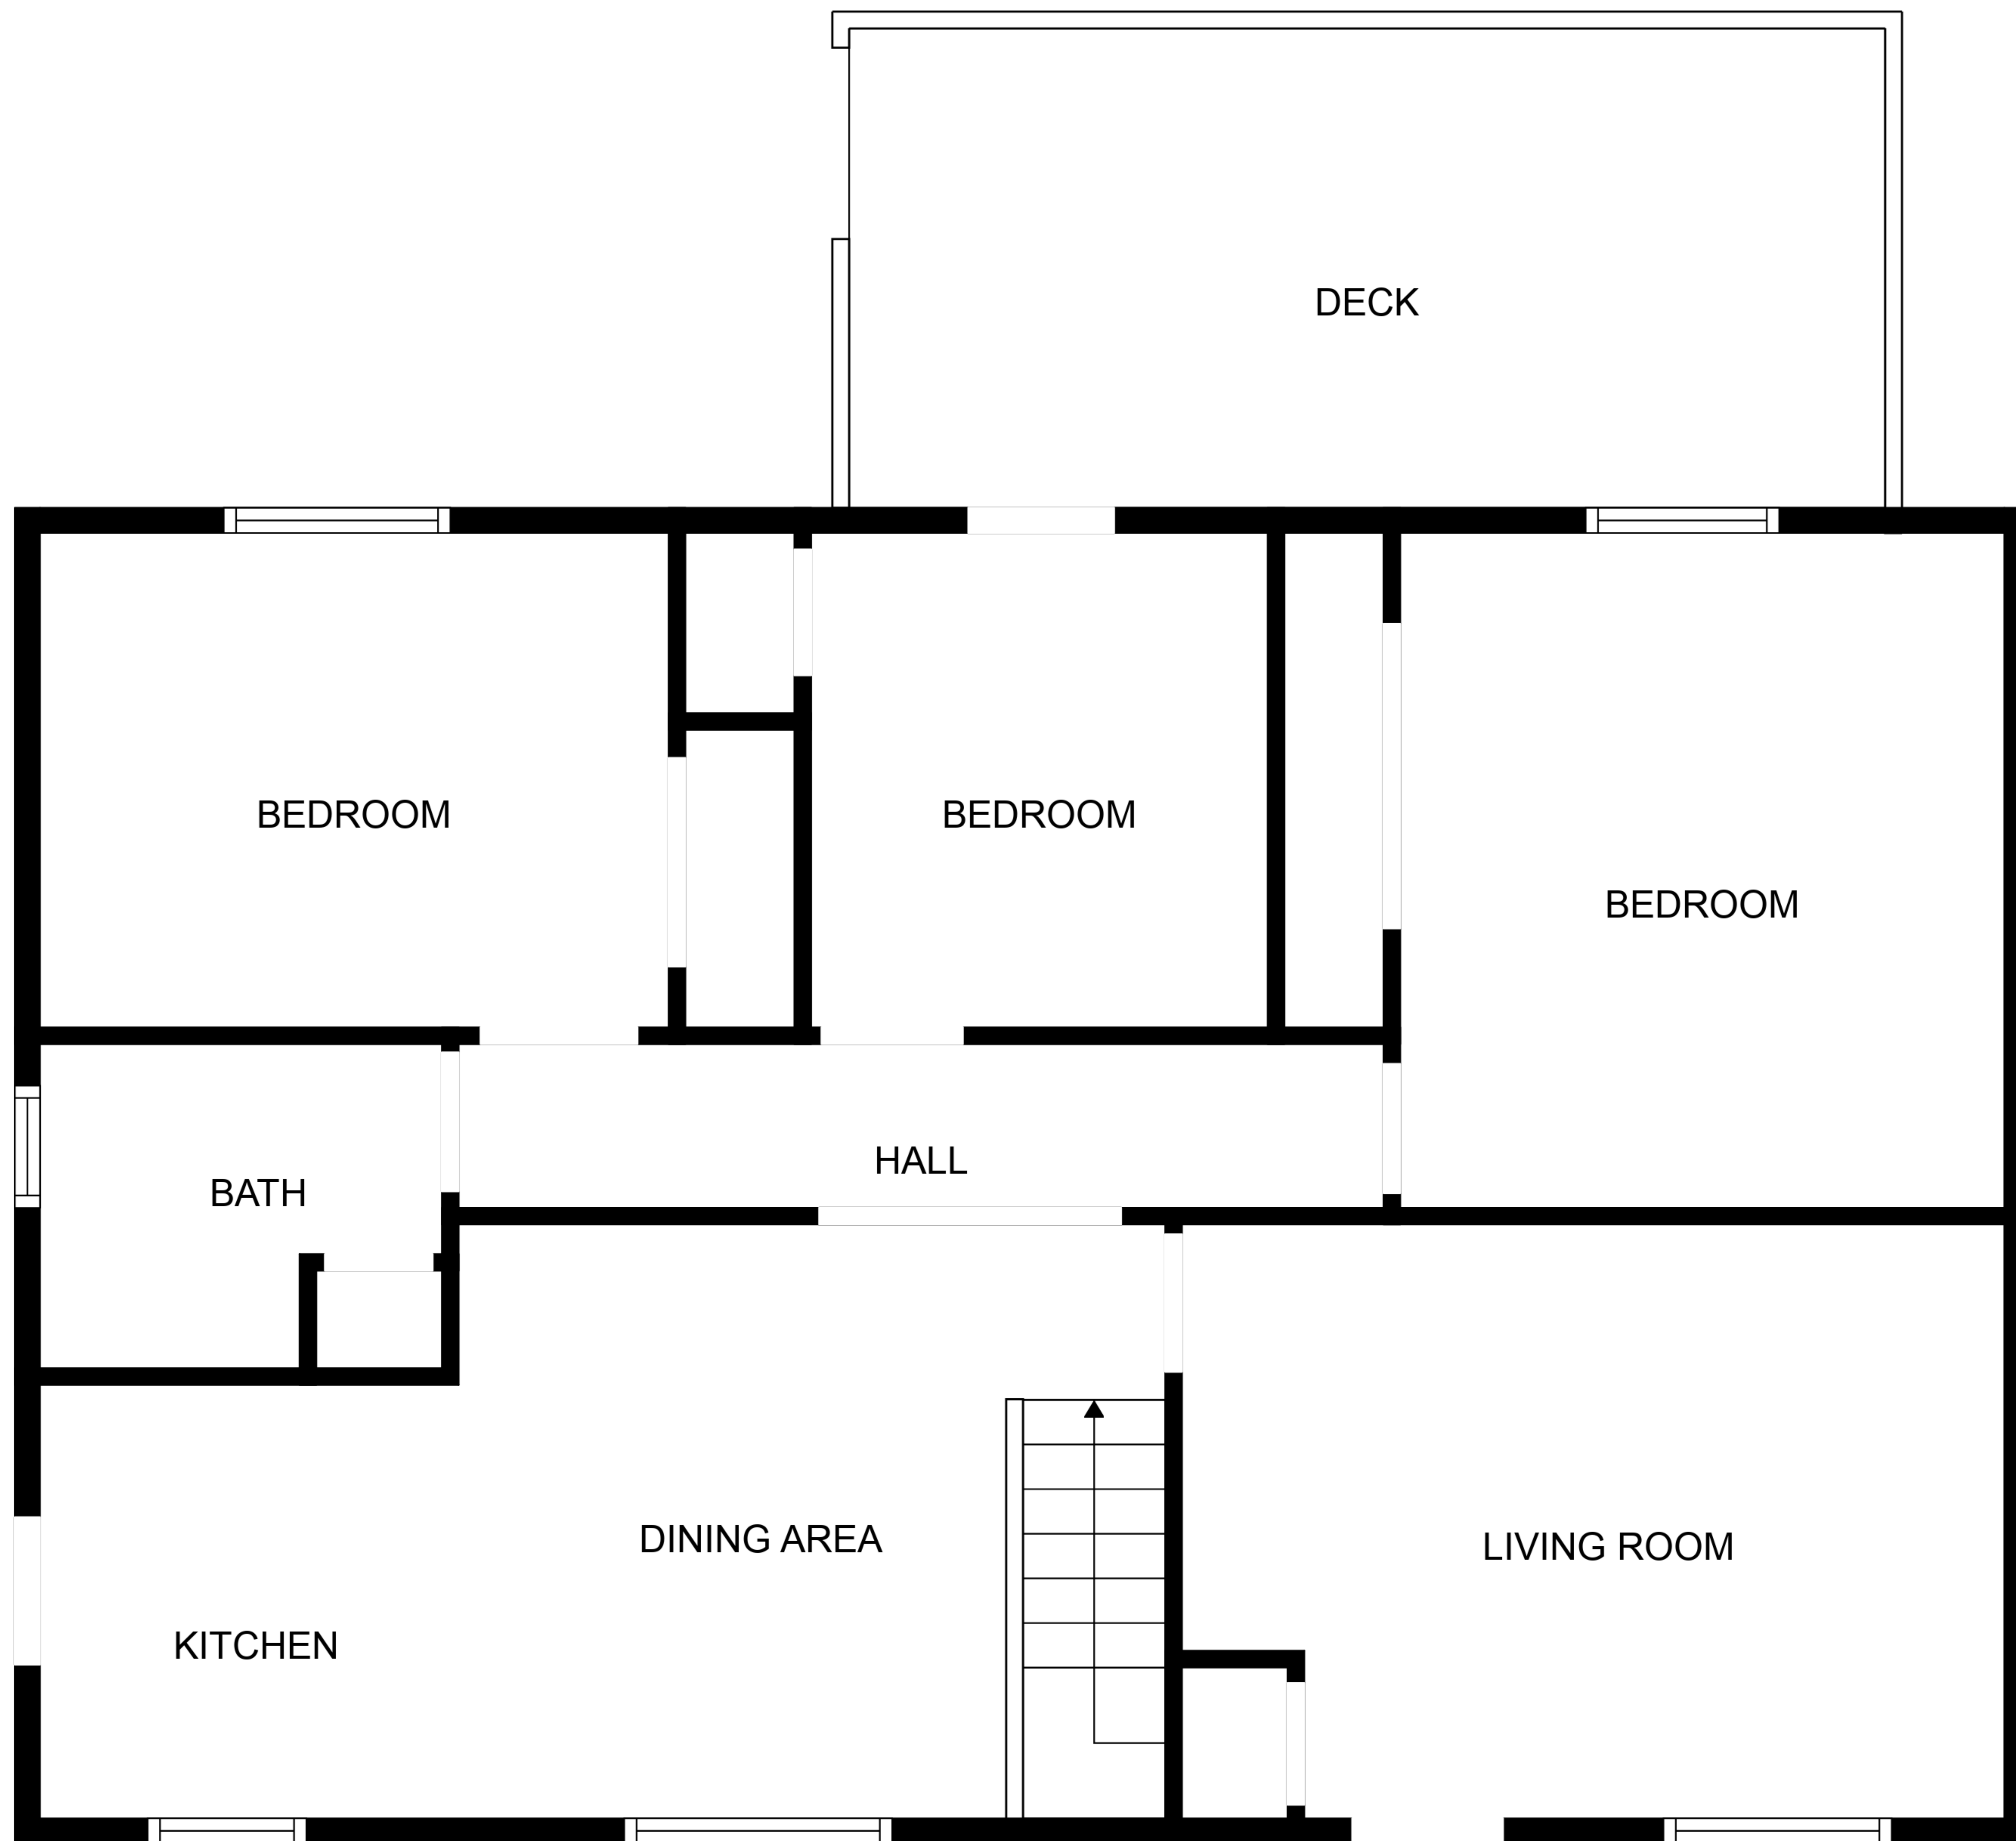 DECK
BEDROOM
BEDROOM
BEDROOM
HALL
BATH
DINING AREA
LIVING ROOM
KITCHEN